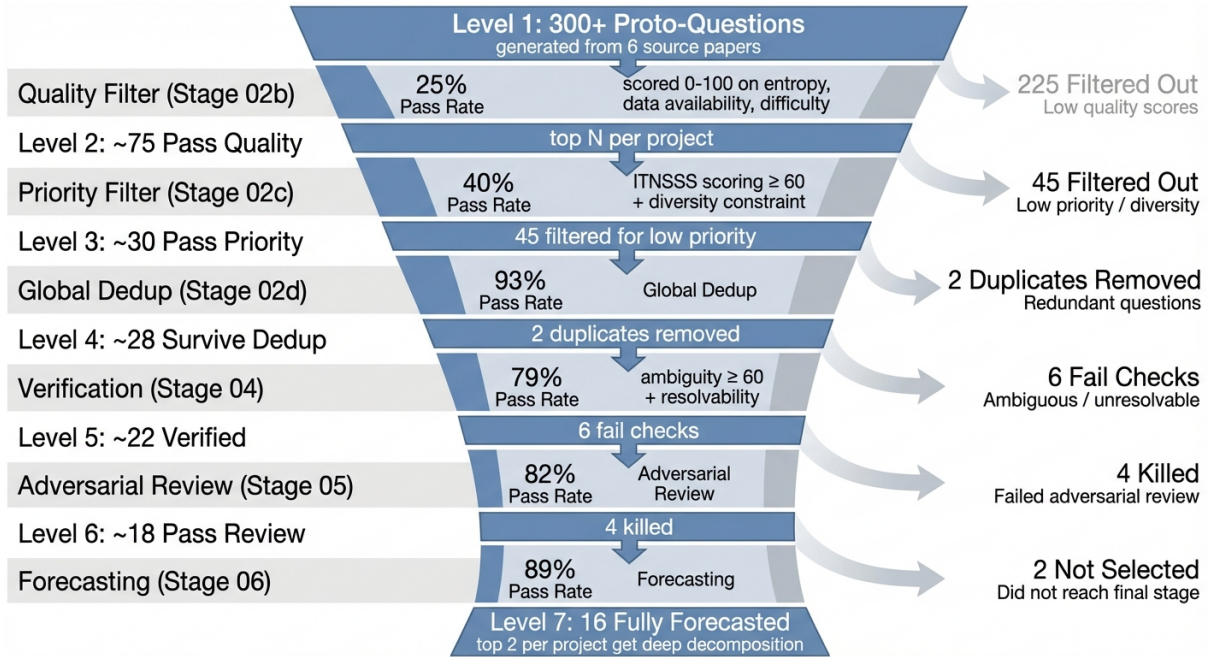 Level 1: 300+ Proto-Questions
generated from 6 source papers
Quality Filter (Stage 02b)
25%
Pass Rate
scored 0-100 on entropy,
data availability, difficulty
225 Filtered Out
Low quality scores
Level 2: ~75 Pass Quality
top N per project
Priority Filter (Stage 02c)
40%
Pass Rate
ITNSSS scoring ≥ 60
+ diversity constraint
45 Filtered Out
Low priority / diversity
Level 3: ~30 Pass Priority
45 filtered for low priority
Global Dedup (Stage 02d)
93%
Pass Rate
Global Dedup
2 Duplicates Removed
Redundant questions
Level 4: ~28 Survive Dedup
2 duplicates removed
Verification (Stage 04)
79%
Pass Rate
ambiguity ≥ 60
+ resolvability
6 Fail Checks
Ambiguous / unresolvable
Level 5: ~22 Verified
6 fail checks
Adversarial Review (Stage 05)
82%
Pass Rate
Adversarial
Review
4 Killed
Failed adversarial review
Level 6: ~18 Pass Review
4 killed
Forecasting (Stage 06)
89%
Pass Rate
Forecasting
2 Not Selected
Did not reach final stage
Level 7: 16 Fully Forecasted
top 2 per project get deep decomposition